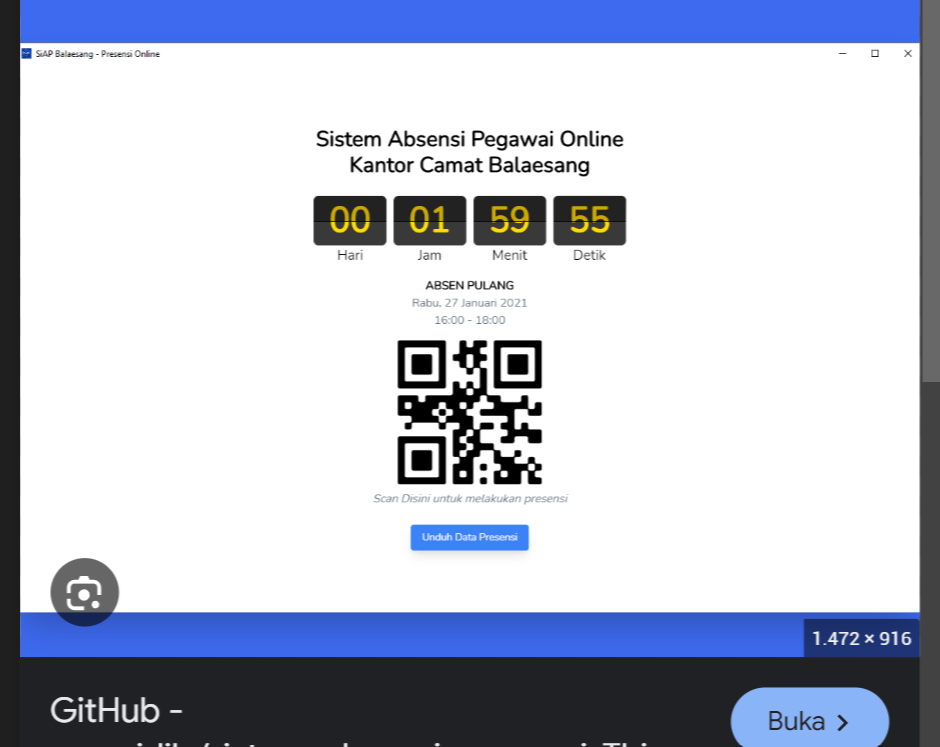 SiAP Balaesang - Presensi Online
Sistem Absensi Pegawai Online
Kantor Camat Balaesang
00 01 59 55
Hari Jam Menit Detik
ABSEN PULANG
Rabu, 27 Januari 2021
16:00 - 18:00
Scan Disini untuk melakukan presensi
Unduh Data Presensi
1.472 × 916
GitHub -
Buka